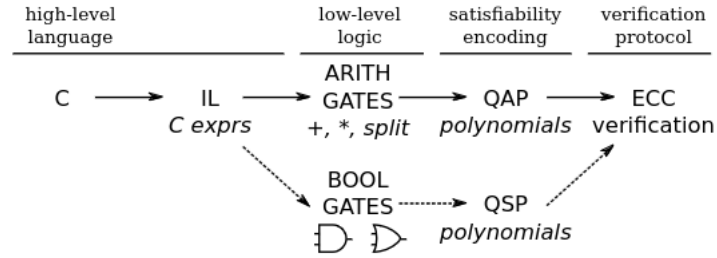 high-level
language
low-level
logic
satisfiability
encoding
verification
protocol
C
IL
C exprs
ARITH
GATES
+, *, split
QAP
polynomials
ECC
verification
BOOL
GATES
QSP
polynomials